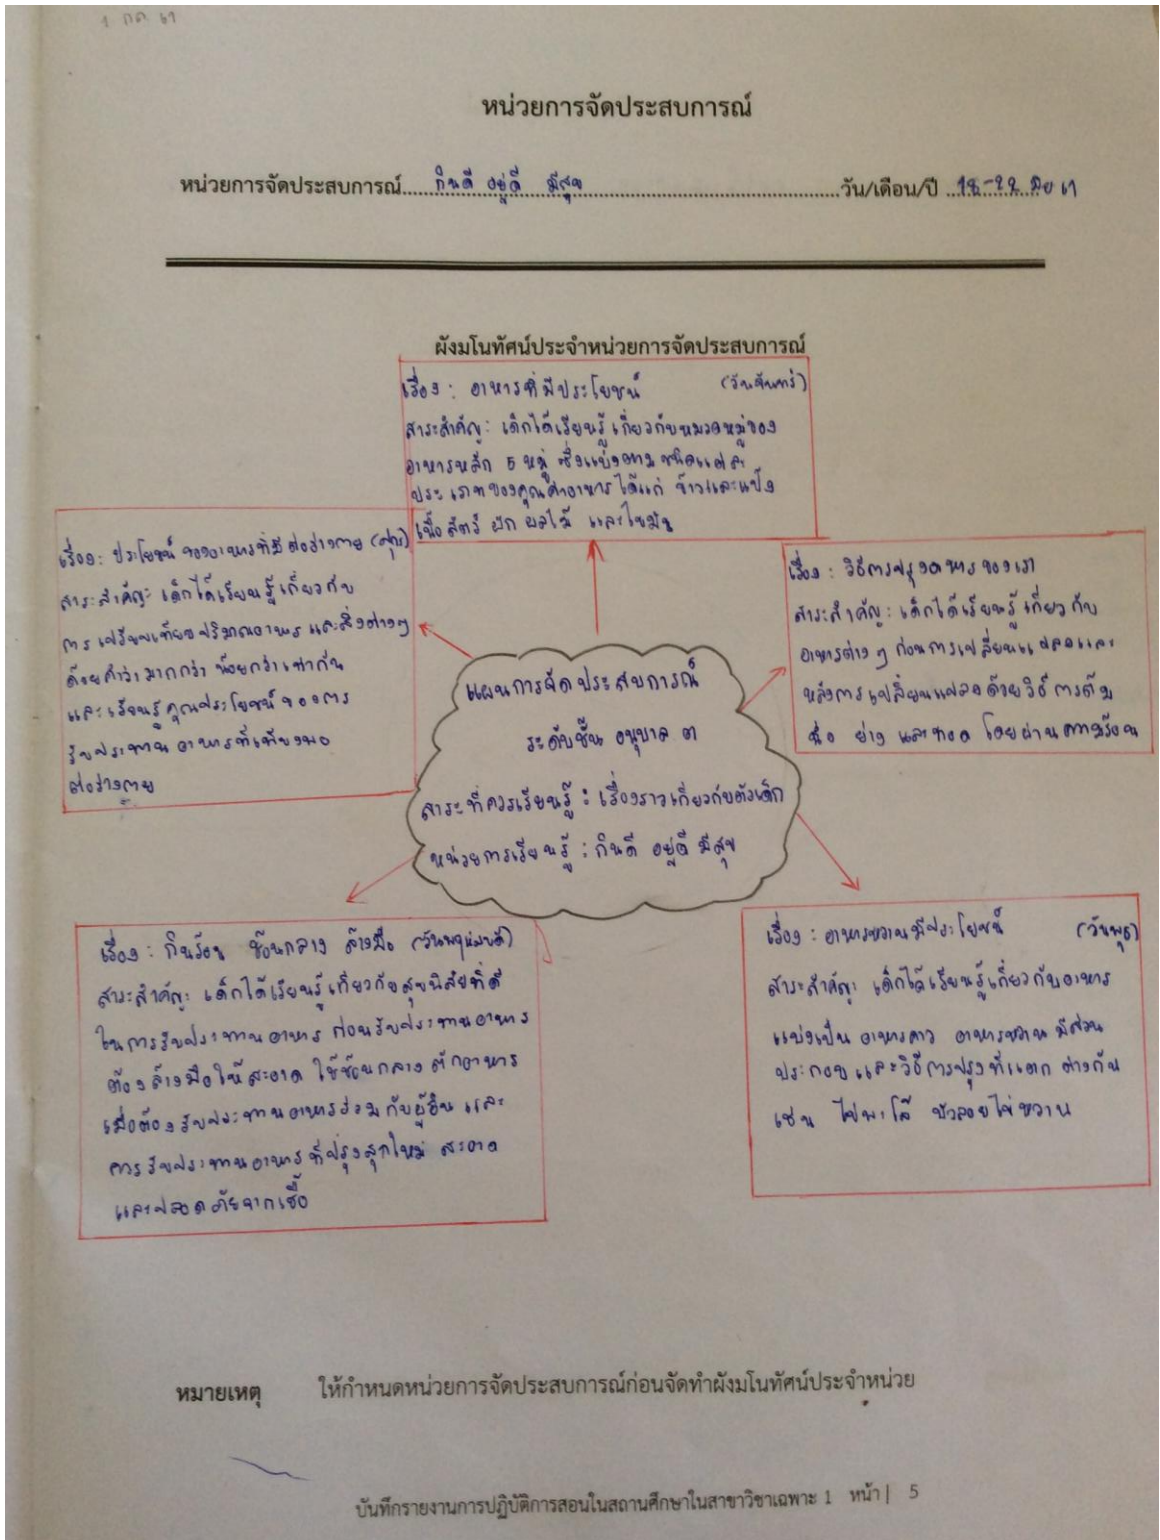 1 กค 61
หน่วยการจัดประสบการณ์
หน่วยการจัดประสบการณ์.....กินดี อยู่ดี มีสุข.....วัน/เดือน/ปี ..18-22 มิย 61
ผังมโนทัศน์ประจำหน่วยการจัดประสบการณ์
เรื่อง : อาหารที่มีประโยชน์ (วันจันทร์)
สาระสำคัญ : เด็กได้เรียนรู้เกี่ยวกับหมวดหมู่ของ
อาหารหลัก 5 หมู่ ซึ่งแบ่งตามชนิดและ
ประเภทของคุณค่าอาหาร ได้แก่ ข้าวและแป้ง
เนื้อสัตว์ ผัก ผลไม้ และไขมัน
เรื่อง : ประโยชน์ของอาหารที่มีต่อร่างกาย (ศุกร์)
สาระสำคัญ : เด็กได้เรียนรู้เกี่ยวกับ
การเปรียบเทียบปริมาณอาหาร และสิ่งต่างๆ
ด้วยคำว่า มากกว่า น้อยกว่า เท่ากัน
และเรียนรู้คุณประโยชน์ของการ
รับประทานอาหารที่เพียงพอ
ต่อร่างกาย
เรื่อง : วิธีการปรุงอาหารของเรา
สาระสำคัญ : เด็กได้เรียนรู้เกี่ยวกับ
อาหารต่าง ๆ ก่อนการเปลี่ยนแปลงและ
หลังการเปลี่ยนแปลงด้วยวิธีการต้ม
นึ่ง ย่าง และทอด โดยผ่านความร้อน
แผนการจัดประสบการณ์
ระดับชั้น อนุบาล ๓
สาระที่ควรเรียนรู้ : เรื่องราวเกี่ยวกับตัวเด็ก
หน่วยการเรียนรู้ : กินดี อยู่ดี มีสุข
เรื่อง : กินร้อน ช้อนกลาง ล้างมือ (วันพฤหัสบดี)
สาระสำคัญ : เด็กได้เรียนรู้เกี่ยวกับสุขนิสัยที่ดี
ในการรับประทานอาหาร ก่อนรับประทานอาหาร
ต้องล้างมือให้สะอาด ใช้ช้อนกลางตักอาหาร
เมื่อต้องรับประทานอาหารร่วมกับผู้อื่น และ
ควรรับประทานอาหารที่ปรุงสุกใหม่ สะอาด
และปลอดภัยจากเชื้อ
เรื่อง : อาหารหวานมีประโยชน์ (วันพุธ)
สาระสำคัญ : เด็กได้เรียนรู้เกี่ยวกับอาหาร
แบ่งเป็น อาหารคาว อาหารหวาน มีส่วน
ประกอบและวิธีการปรุงที่แตกต่างกัน
เช่น ไข่พะโล้ บัวลอยไข่หวาน
หมายเหตุ ให้กำหนดหน่วยการจัดประสบการณ์ก่อนจัดทำผังมโนทัศน์ประจำหน่วย
บันทึกรายงานการปฏิบัติการสอนในสถานศึกษาในสาขาวิชาเฉพาะ 1 หน้า | 5